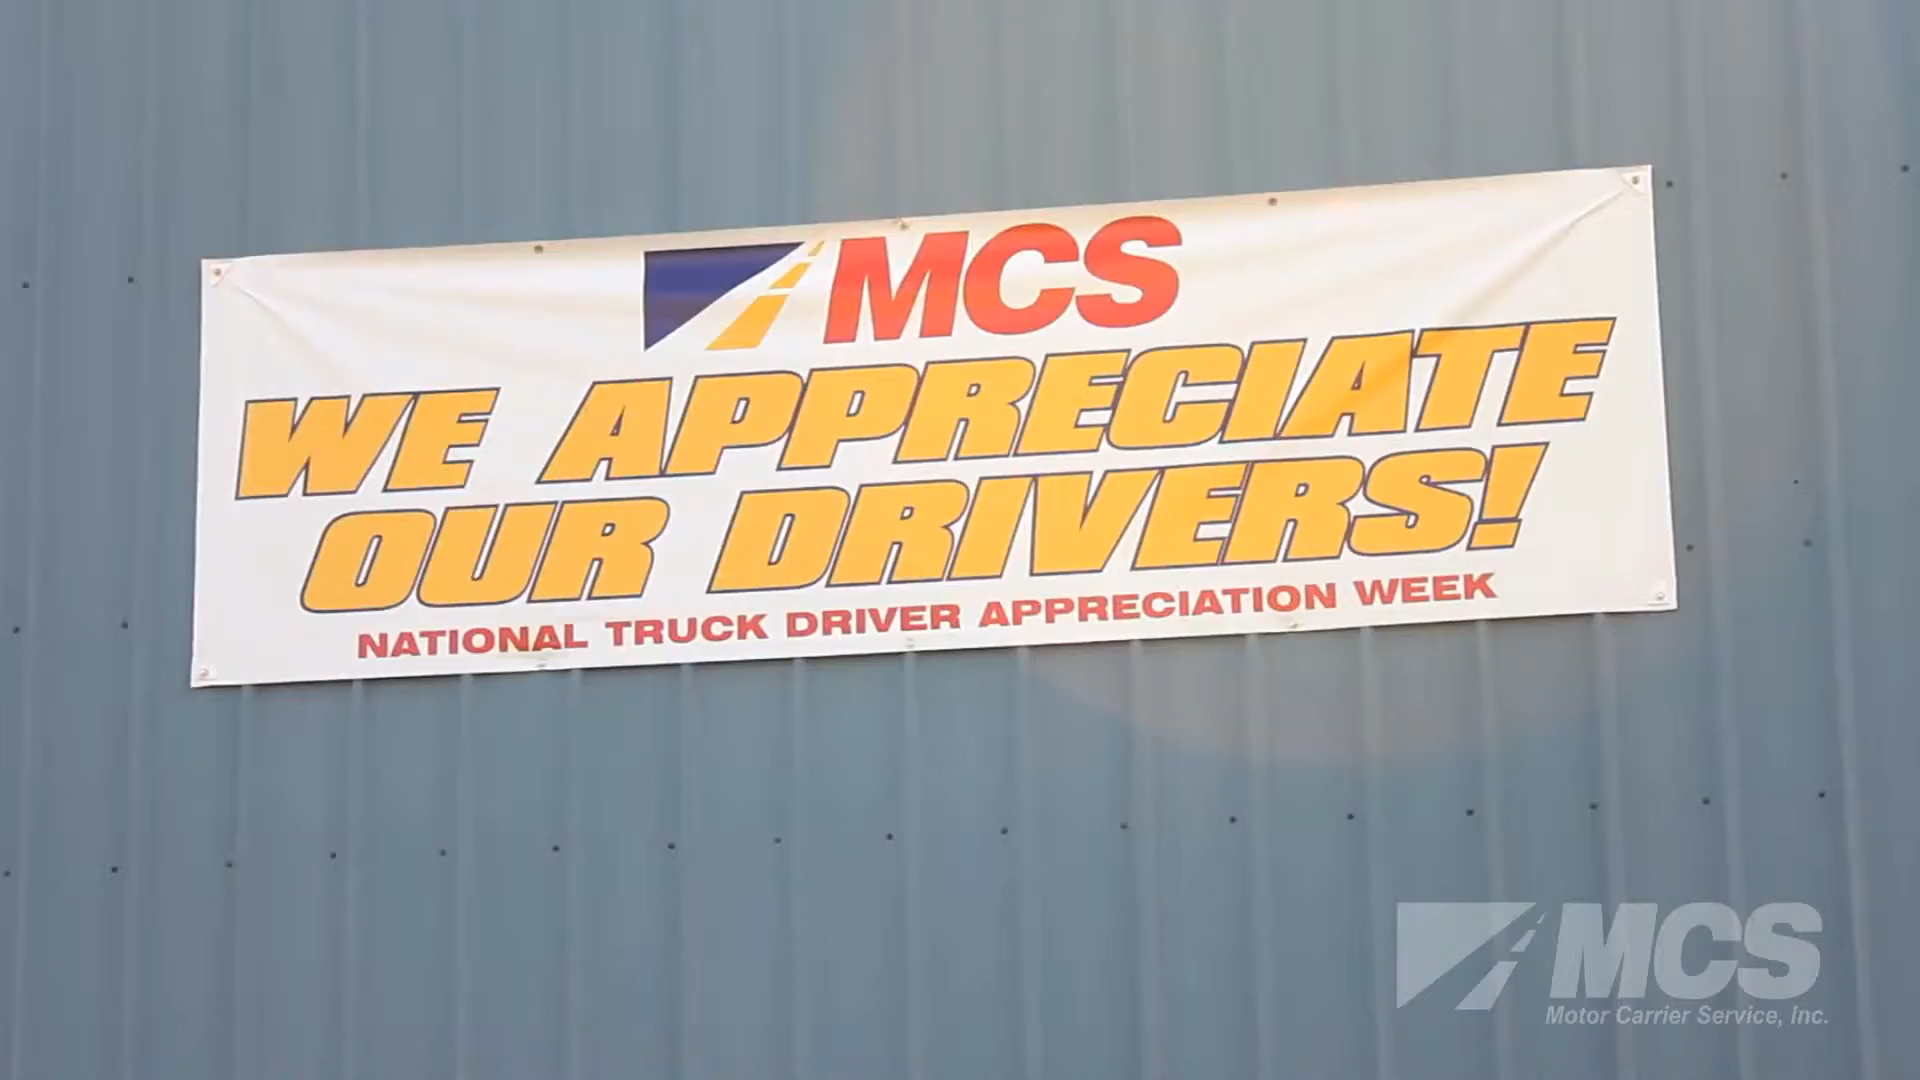 MCS
WE APPRECIATE
OUR DRIVERS!
NATIONAL TRUCK DRIVER APPRECIATION WEEK
MCS
Motor Carrier Service, Inc.